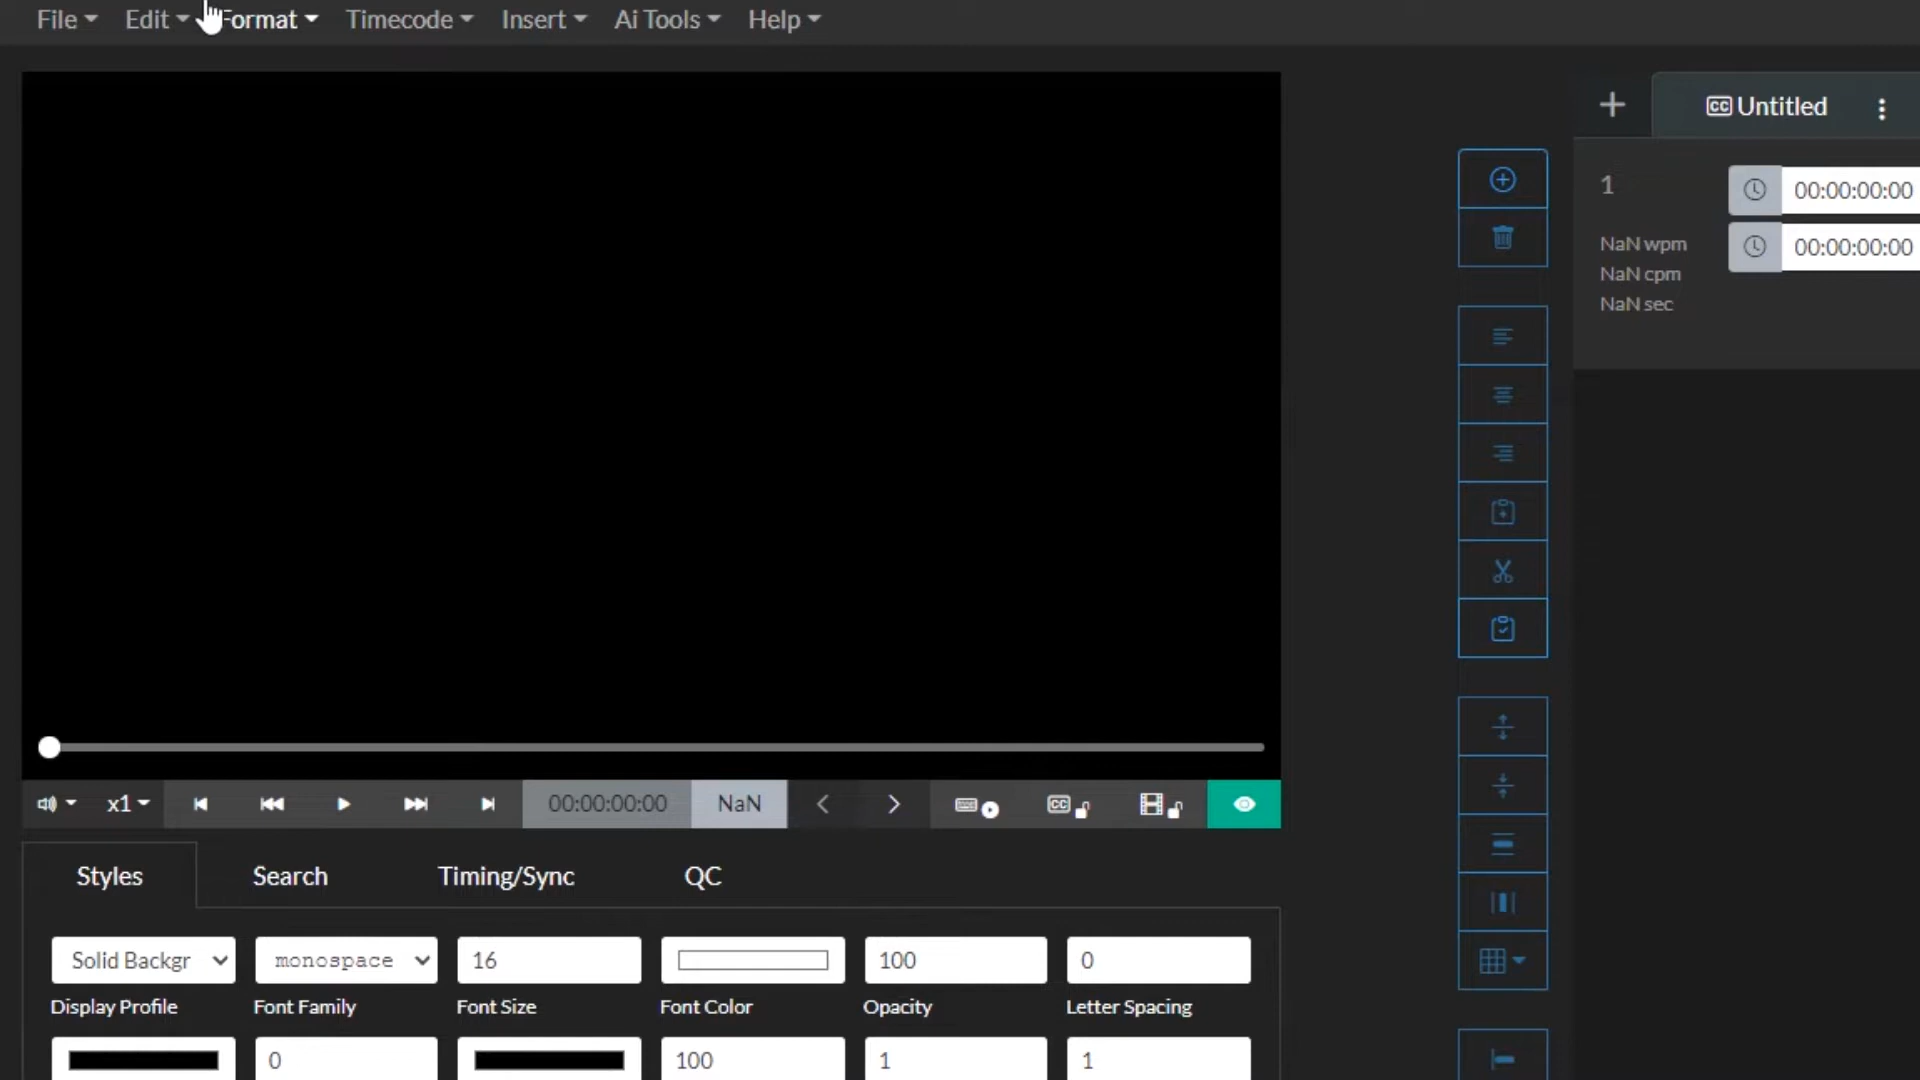 File Edit Format Timecode Insert Ai Tools Help
CC Untitled
1
00:00:00:00
NaN wpm
00:00:00:00
NaN cpm
NaN sec
x1 00:00:00:00 NaN CC
Styles Search Timing/Sync QC
Solid Backgr monospace 16 100 0
Display Profile Font Family Font Size Font Color Opacity Letter Spacing
0 100 1 1